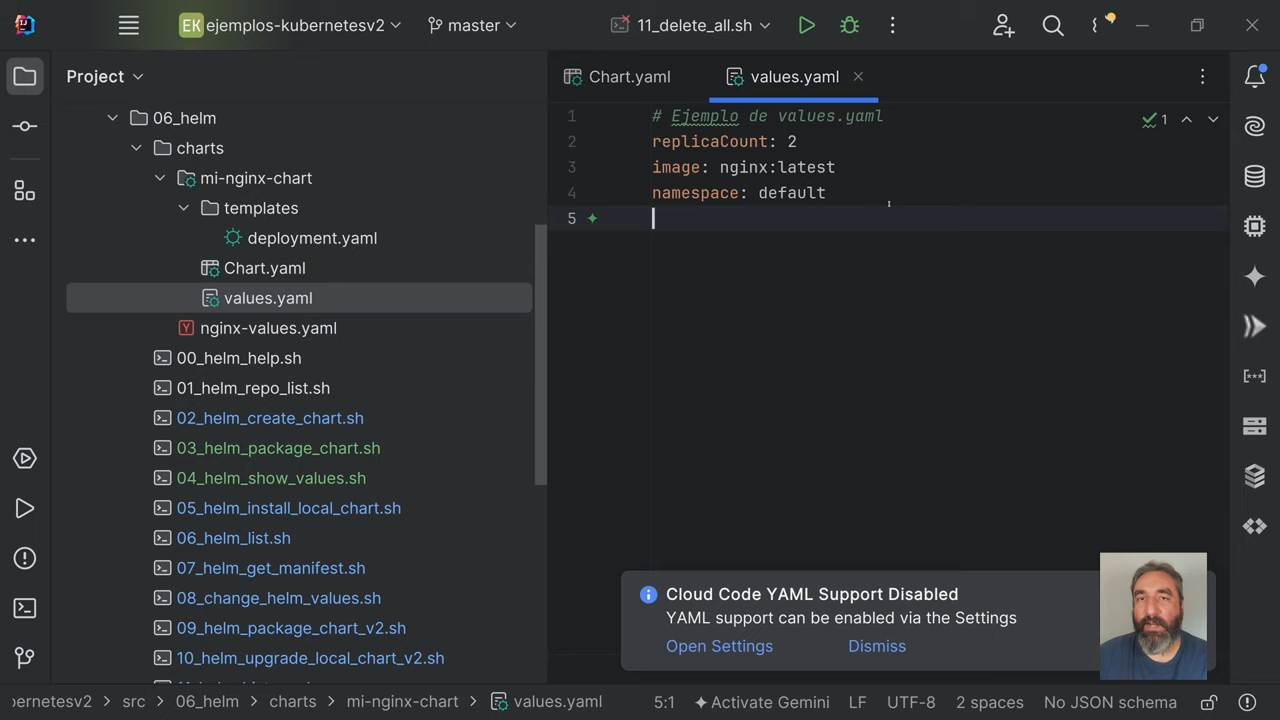 EK ejemplos-kubernetesv2 master 11_delete_all.sh
Project
Chart.yaml values.yaml
06_helm
charts
mi-nginx-chart
templates
deployment.yaml
Chart.yaml
values.yaml
Y nginx-values.yaml
00_helm_help.sh
01_helm_repo_list.sh
02_helm_create_chart.sh
03_helm_package_chart.sh
04_helm_show_values.sh
05_helm_install_local_chart.sh
06_helm_list.sh
07_helm_get_manifest.sh
08_change_helm_values.sh
09_helm_package_chart_v2.sh
10_helm_upgrade_local_chart_v2.sh
1 # Ejemplo de values.yaml
2 replicaCount: 2
3 image: nginx:latest
4 namespace: default
5
1
Cloud Code YAML Support Disabled
YAML support can be enabled via the Settings
Open Settings Dismiss
bernetesv2 src 06_helm charts mi-nginx-chart values.yaml 5:1 Activate Gemini LF UTF-8 2 spaces No JSON schema